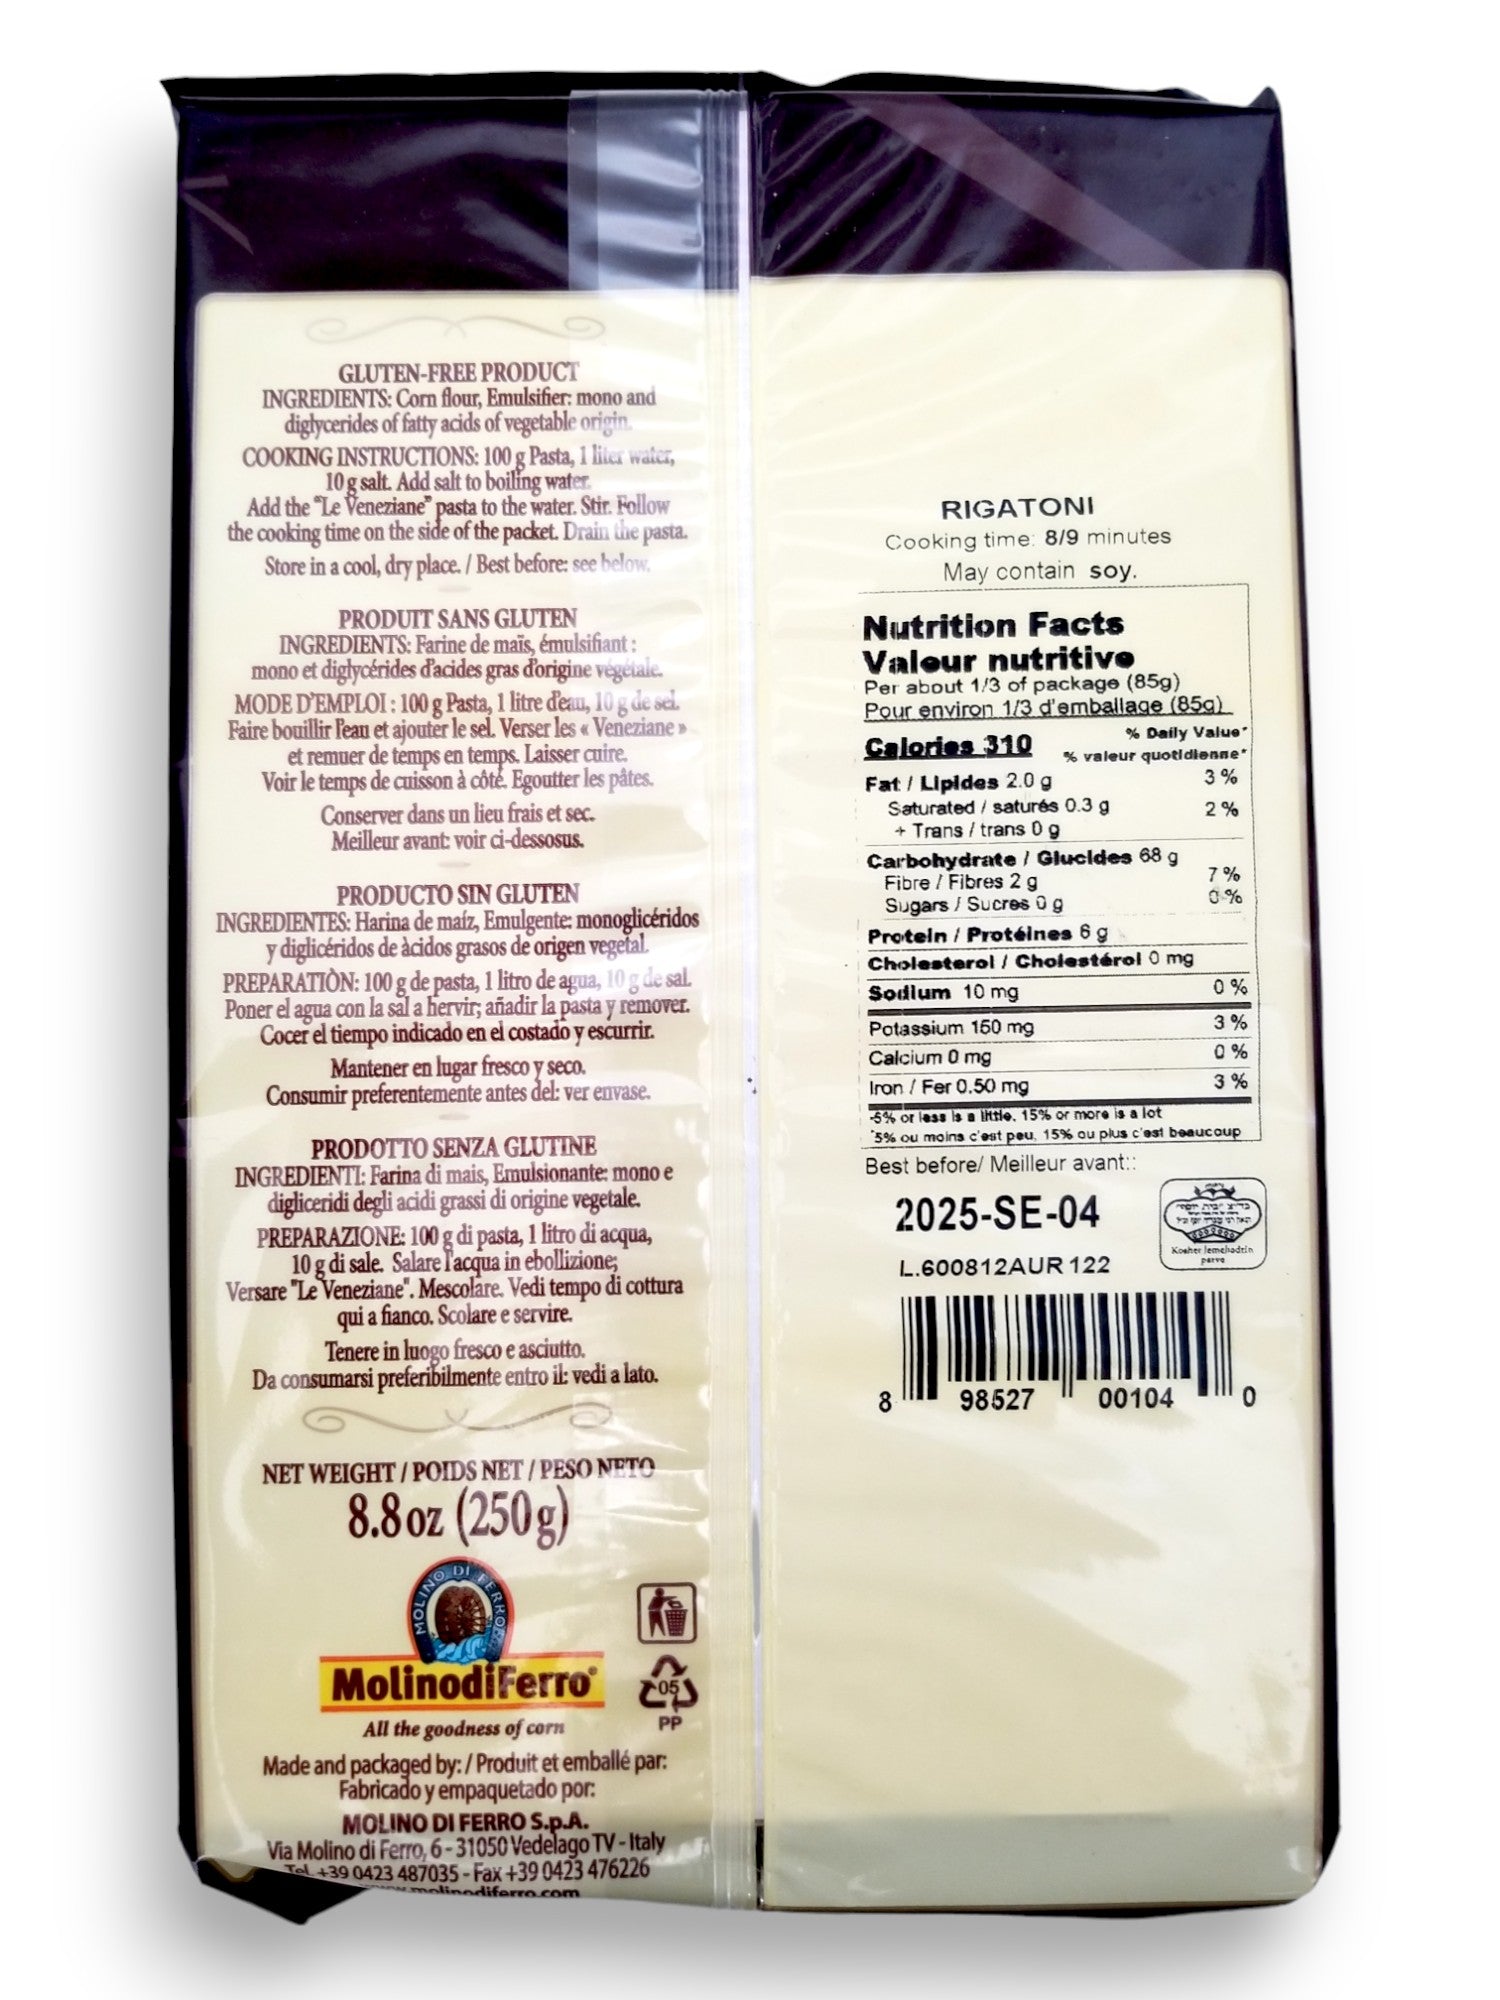 GLUTEN-FREE PRODUCT
INGREDIENTS: Corn flour, Emulsifier: mono and
diglycerides of fatty acids of vegetable origin.
COOKING INSTRUCTIONS: 100 g Pasta, 1 liter water,
10 g salt. Add salt to boiling water.
Add the "Le Veneziane" pasta to the water. Stir. Follow
the cooking time on the side of the packet. Drain the pasta.
Store in a cool, dry place. / Best before: see below.
PRODUIT SANS GLUTEN
INGREDIENTS: Farine de maïs, émulsifiant :
mono et diglycérides d'acides gras d'origine végétale.
MODE D'EMPLOI : 100 g Pasta, 1 litre d'eau, 10 g de sel.
Faire bouillir l'eau et ajouter le sel. Verser les « Veneziane »
et remuer de temps en temps. Laisser cuire.
Voir le temps de cuisson à côté. Egoutter les pâtes.
Conserver dans un lieu frais et sec.
Meilleur avant: voir ci-dessosus.
PRODUCTO SIN GLUTEN
INGREDIENTES: Harina de maíz, Emulgente: monoglicéridos
y diglicéridos de àcidos grasos de origen vegetal.
PREPARATIÒN: 100 g de pasta, 1 litro de agua, 10 g de sal.
Poner el agua con la sal a hervir; añadir la pasta y remover.
Cocer el tiempo indicado en el costado y escurrir.
Mantener en lugar fresco y seco.
Consumir preferentemente antes del: ver envase.
PRODOTTO SENZA GLUTINE
INGREDIENTI: Farina di mais, Emulsionante: mono e
digliceridi degli acidi grassi di origine vegetale.
PREPARAZIONE: 100 g di pasta, 1 litro di acqua,
10 g di sale. Salare l'acqua in ebollizione;
Versare "Le Veneziane". Mescolare. Vedi tempo di cottura
qui a fianco. Scolare e servire.
Tenere in luogo fresco e asciutto.
Da consumarsi preferibilmente entro il: vedi a lato.
NET WEIGHT / POIDS NET / PESO NETO
8.8 oz (250 g)
MOLINO DI FERRO
MolinodiFerro®
05
PP
All the goodness of corn
Made and packaged by: / Produit et emballé par:
Fabricado y empaquetado por:
MOLINO DI FERRO S.p.A.
Via Molino di Ferro, 6 - 31050 Vedelago TV - Italy
Tel. +39 0423 487035 - Fax +39 0423 476226
molinodiferro.com
RIGATONI
Cooking time: 8/9 minutes
May contain soy.
Nutrition Facts
Valeur nutritive
Per about 1/3 of package (85g)
Pour environ 1/3 d'emballage (85g)
% Daily Value*
Calories 310
% valeur quotidienne*
Fat / Lipides 2.0 g 3 %
Saturated / saturés 0.3 g 2 %
+ Trans / trans 0 g
Carbohydrate / Glucides 68 g
Fibre / Fibres 2 g 7 %
Sugars / Sucres 0 g 0 %
Protein / Protéines 6 g
Cholesterol / Cholestérol 0 mg
Sodium 10 mg 0 %
Potassium 150 mg 3 %
Calcium 0 mg 0 %
Iron / Fer 0.50 mg 3 %
*5% or less is a little, 15% or more is a lot
*5% ou moins c'est peu, 15% ou plus c'est beaucoup
Best before/ Meilleur avant::
2025-SE-04
Kosher lemehadrin
parve
L.600812AUR 122
8 98527 00104 0